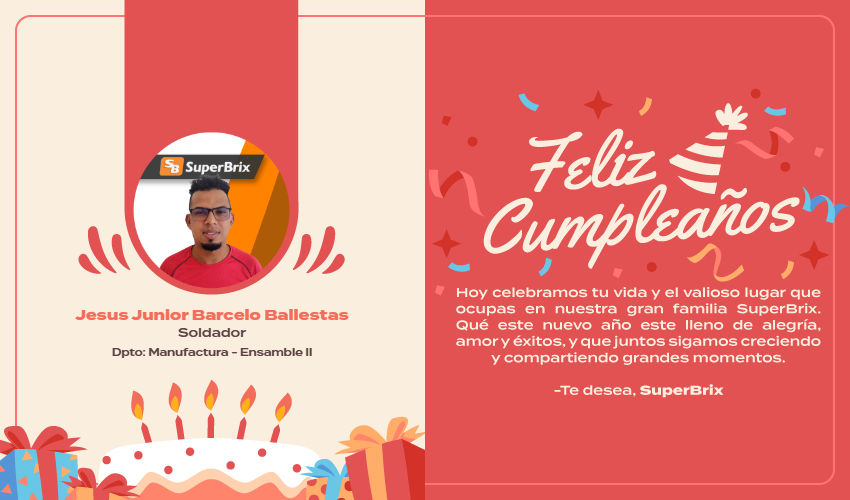 SB SuperBrix
Jesus Junior Barcelo Ballestas
Soldador
Dpto: Manufactura - Ensamble II
Feliz
Cumpleaños
Hoy celebramos tu vida y el valioso lugar que
ocupas en nuestra gran familia SuperBrix.
Qué este nuevo año este lleno de alegría,
amor y éxitos, y que juntos sigamos creciendo
y compartiendo grandes momentos.
-Te desea, SuperBrix